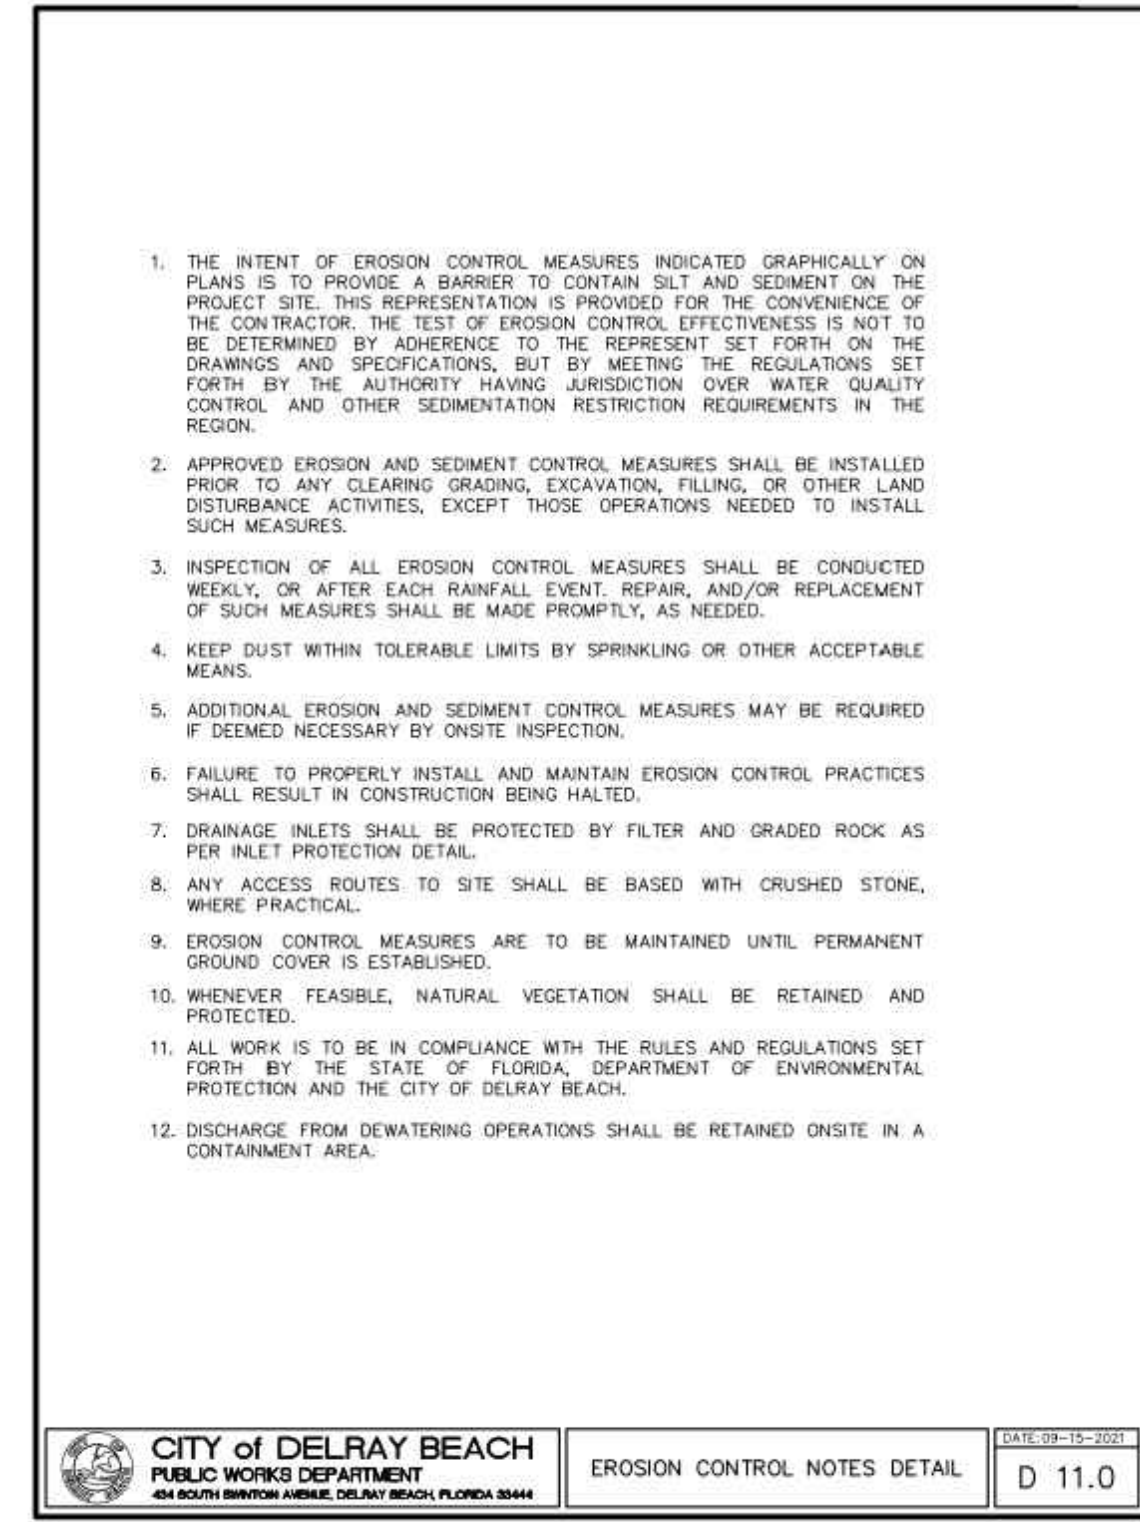 1. THE INTENT OF EROSION CONTROL MEASURES INDICATED GRAPHICALLY ON
PLANS IS TO PROVIDE A BARRIER TO CONTAIN SILT AND SEDIMENT ON THE
PROJECT SITE. THIS REPRESENTATION IS PROVIDED FOR THE CONVENIENCE OF
THE CONTRACTOR. THE TEST OF EROSION CONTROL EFFECTIVENESS IS NOT TO
BE DETERMINED BY ADHERENCE TO THE REPRESENT SET FORTH ON THE
DRAWINGS AND SPECIFICATIONS, BUT BY MEETING THE REGULATIONS SET
FORTH BY THE AUTHORITY HAVING JURISDICTION OVER WATER QUALITY
CONTROL AND OTHER SEDIMENTATION RESTRICTION REQUIREMENTS IN THE
REGION.
2. APPROVED EROSION AND SEDIMENT CONTROL MEASURES SHALL BE INSTALLED
PRIOR TO ANY CLEARING GRADING, EXCAVATION, FILLING, OR OTHER LAND
DISTURBANCE ACTIVITIES, EXCEPT THOSE OPERATIONS NEEDED TO INSTALL
SUCH MEASURES.
3. INSPECTION OF ALL EROSION CONTROL MEASURES SHALL BE CONDUCTED
WEEKLY, OR AFTER EACH RAINFALL EVENT. REPAIR, AND/OR REPLACEMENT
OF SUCH MEASURES SHALL BE MADE PROMPTLY, AS NEEDED.
4. KEEP DUST WITHIN TOLERABLE LIMITS BY SPRINKLING OR OTHER ACCEPTABLE
MEANS.
5. ADDITIONAL EROSION AND SEDIMENT CONTROL MEASURES MAY BE REQUIRED
IF DEEMED NECESSARY BY ONSITE INSPECTION.
6. FAILURE TO PROPERLY INSTALL AND MAINTAIN EROSION CONTROL PRACTICES
SHALL RESULT IN CONSTRUCTION BEING HALTED.
7. DRAINAGE INLETS SHALL BE PROTECTED BY FILTER AND GRADED ROCK AS
PER INLET PROTECTION DETAIL.
8. ANY ACCESS ROUTES TO SITE SHALL BE BASED WITH CRUSHED STONE,
WHERE PRACTICAL.
9. EROSION CONTROL MEASURES ARE TO BE MAINTAINED UNTIL PERMANENT
GROUND COVER IS ESTABLISHED.
10. WHENEVER FEASIBLE, NATURAL VEGETATION SHALL BE RETAINED AND
PROTECTED.
11. ALL WORK IS TO BE IN COMPLIANCE WITH THE RULES AND REGULATIONS SET
FORTH BY THE STATE OF FLORIDA, DEPARTMENT OF ENVIRONMENTAL
PROTECTION AND THE CITY OF DELRAY BEACH.
12. DISCHARGE FROM DEWATERING OPERATIONS SHALL BE RETAINED ONSITE IN A
CONTAINMENT AREA.
CITY of DELRAY BEACH
PUBLIC WORKS DEPARTMENT
434 SOUTH SWINTON AVENUE, DELRAY BEACH, FLORIDA 33444
EROSION CONTROL NOTES DETAIL
DATE:09-15-2021
D 11.0